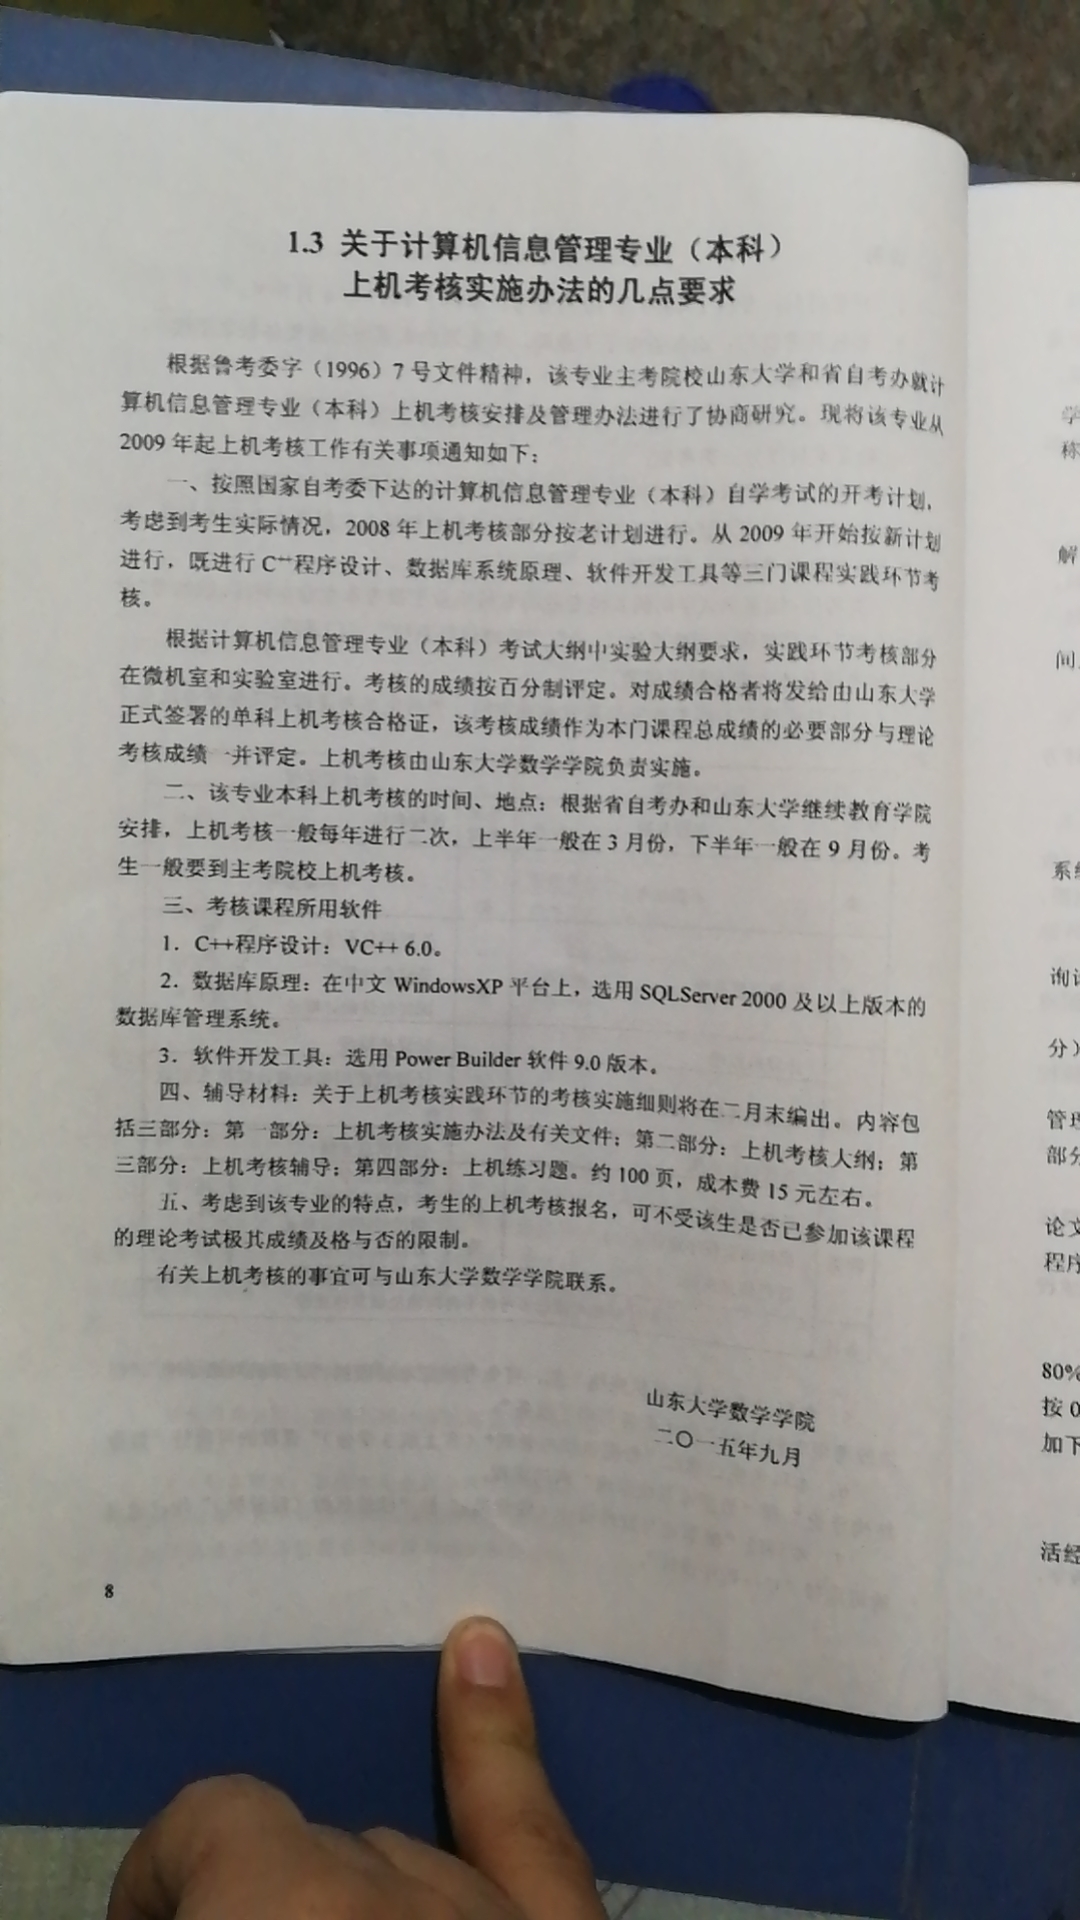 1.3 关于计算机信息管理专业（本科）
上机考核实施办法的几点要求
根据鲁考委字（1996）7号文件精神，该专业主考院校山东大学和省自考办就计
算机信息管理专业（本科）上机考核安排及管理办法进行了协商研究。现将该专业从
2009年起上机考核工作有关事项通知如下：
一、按照国家自考委下达的计算机信息管理专业（本科）自学考试的开考计划，
考虑到考生实际情况，2008年上机考核部分按老计划进行。从2009年开始按新计划
进行，既进行C++程序设计、数据库系统原理、软件开发工具等三门课程实践环节考
核。
根据计算机信息管理专业（本科）考试大纲中实验大纲要求，实践环节考核部分
在微机室和实验室进行。考核的成绩按百分制评定。对成绩合格者将发给由山东大学
正式签署的单科上机考核合格证，该考核成绩作为本门课程总成绩的必要部分与理论
考核成绩一并评定。上机考核由山东大学数学学院负责实施。
二、该专业本科上机考核的时间、地点：根据省自考办和山东大学继续教育学院
安排，上机考核一般每年进行二次，上半年一般在3月份，下半年一般在9月份。考
生一般要到主考院校上机考核。
三、考核课程所用软件
1．C++程序设计：VC++ 6.0。
2．数据库原理：在中文WindowsXP平台上，选用SQLServer 2000及以上版本的
数据库管理系统。
3．软件开发工具：选用Power Builder软件9.0版本。
四、辅导材料：关于上机考核实践环节的考核实施细则将在二月末编出。内容包
括三部分：第一部分：上机考核实施办法及有关文件；第二部分：上机考核大纲；第
三部分：上机考核辅导；第四部分：上机练习题。约100页，成本费15元左右。
五、考虑到该专业的特点，考生的上机考核报名，可不受该生是否已参加该课程
的理论考试极其成绩及格与否的限制。
有关上机考核的事宜可与山东大学数学学院联系。
山东大学数学学院
二〇一五年九月
8
学
称
解
间
系
询
分）
管理
部分
论文
程序
80%
按0
加下
活经